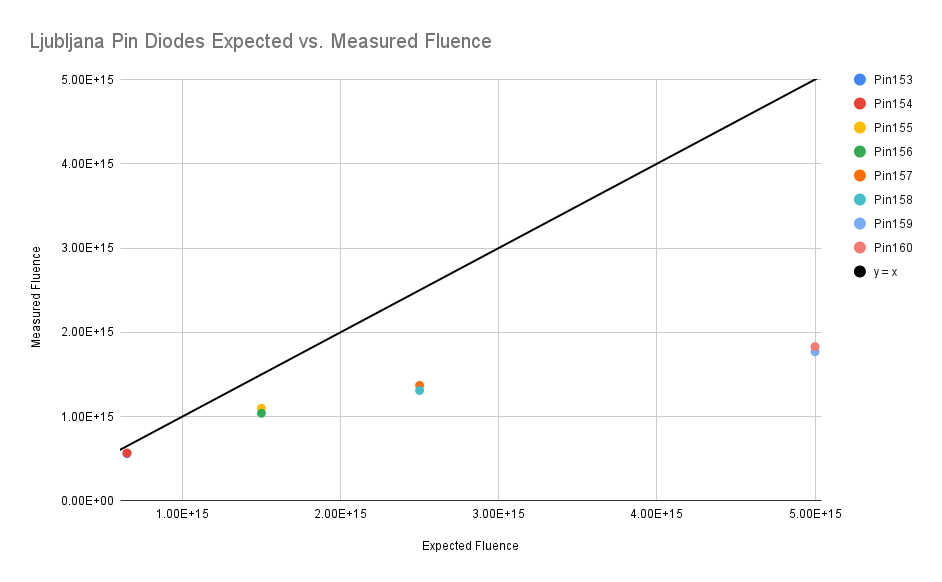 Ljubljana Pin Diodes Expected vs. Measured Fluence
5.00E+15
4.00E+15
3.00E+15
2.00E+15
1.00E+15
0.00E+00
Measured Fluence
1.00E+15
2.00E+15
3.00E+15
4.00E+15
5.00E+15
Expected Fluence
Pin153
Pin154
Pin155
Pin156
Pin157
Pin158
Pin159
Pin160
y = x